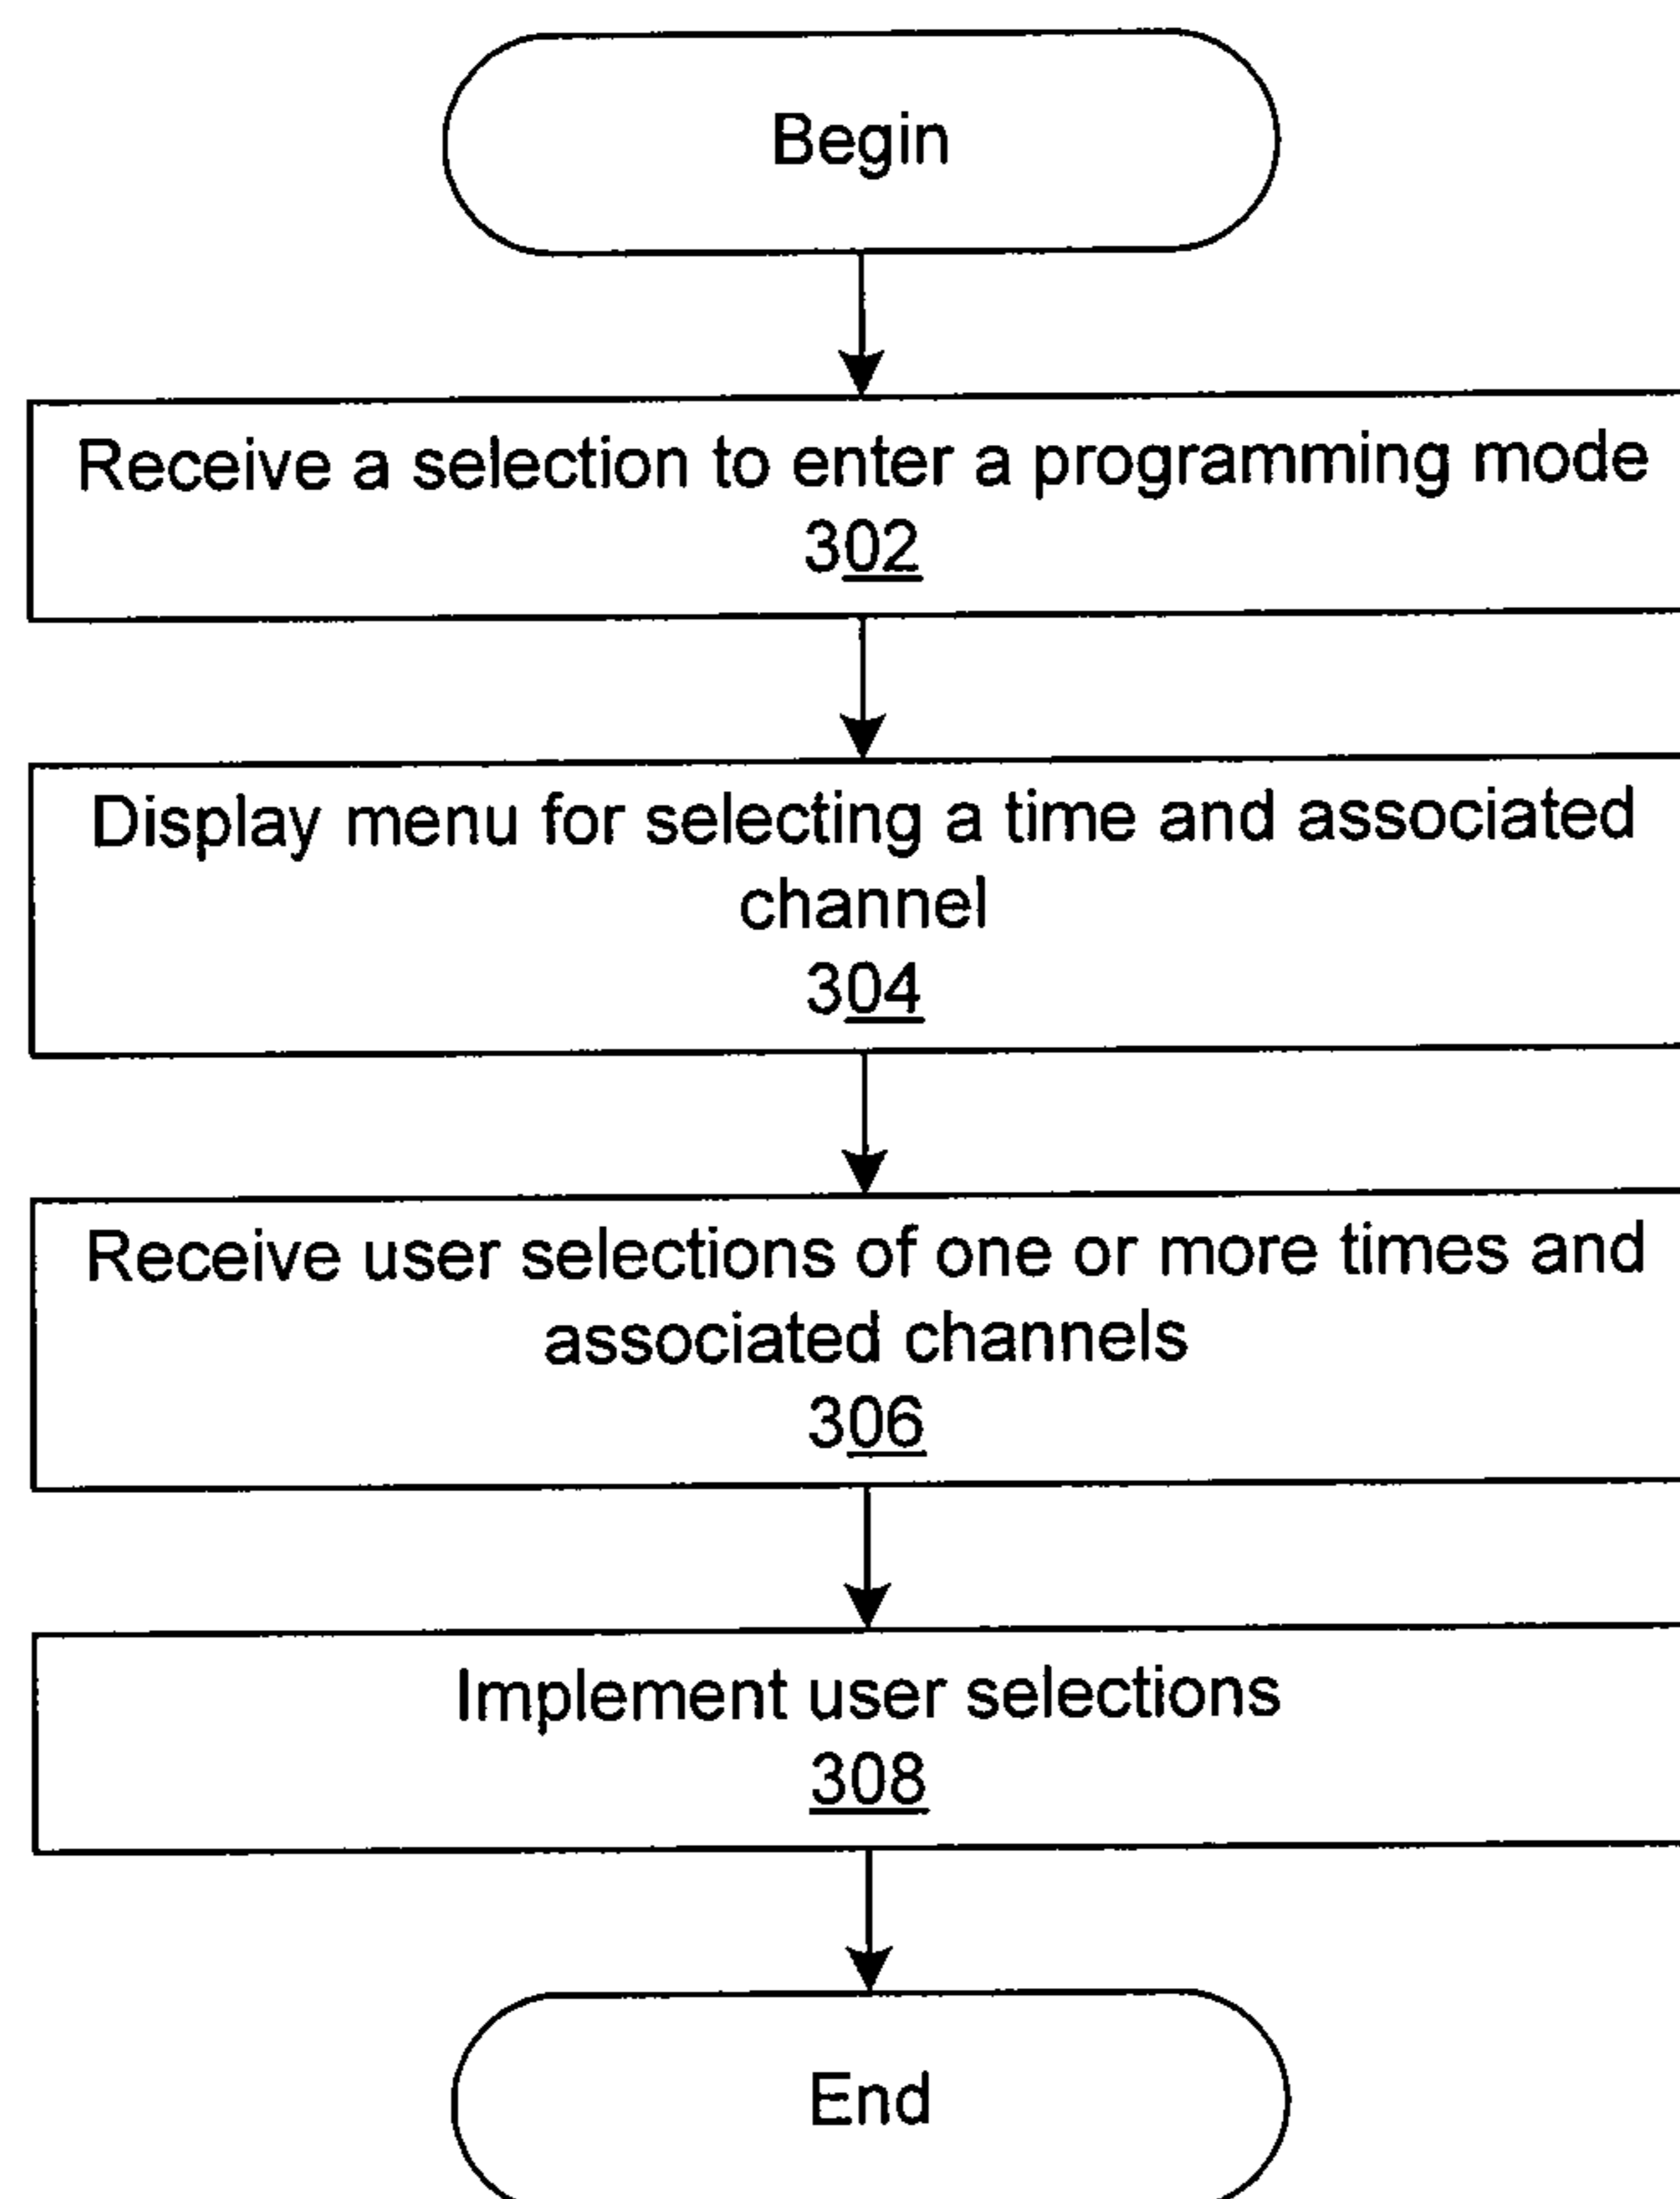 Begin
Receive a selection to enter a programming mode
302
Display menu for selecting a time and associated
channel
304
Receive user selections of one or more times and
associated channels
306
Implement user selections
308
End